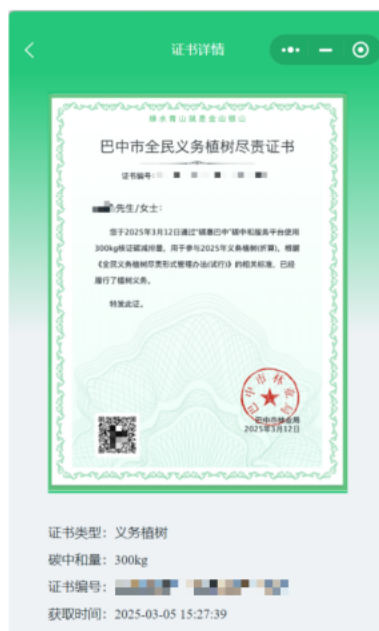 证书详情
绿水青山就是金山银山
巴中市全民义务植树尽责证书
证书编号:
先生/女士:
您于2025年3月12日通过“碳惠巴中”碳中和服务平台使用
300kg核证碳减排量，用于参与2025年义务植树(折算)，根据
《全民义务植树尽责形式管理办法(试行)》的相关标准，已经
履行了植树义务。
特发此证。
巴中市林业局
巴中市林业局
2025年3月12日
证书类型：义务植树
碳中和量：300kg
证书编号：
获取时间：2025-03-05 15:27:39